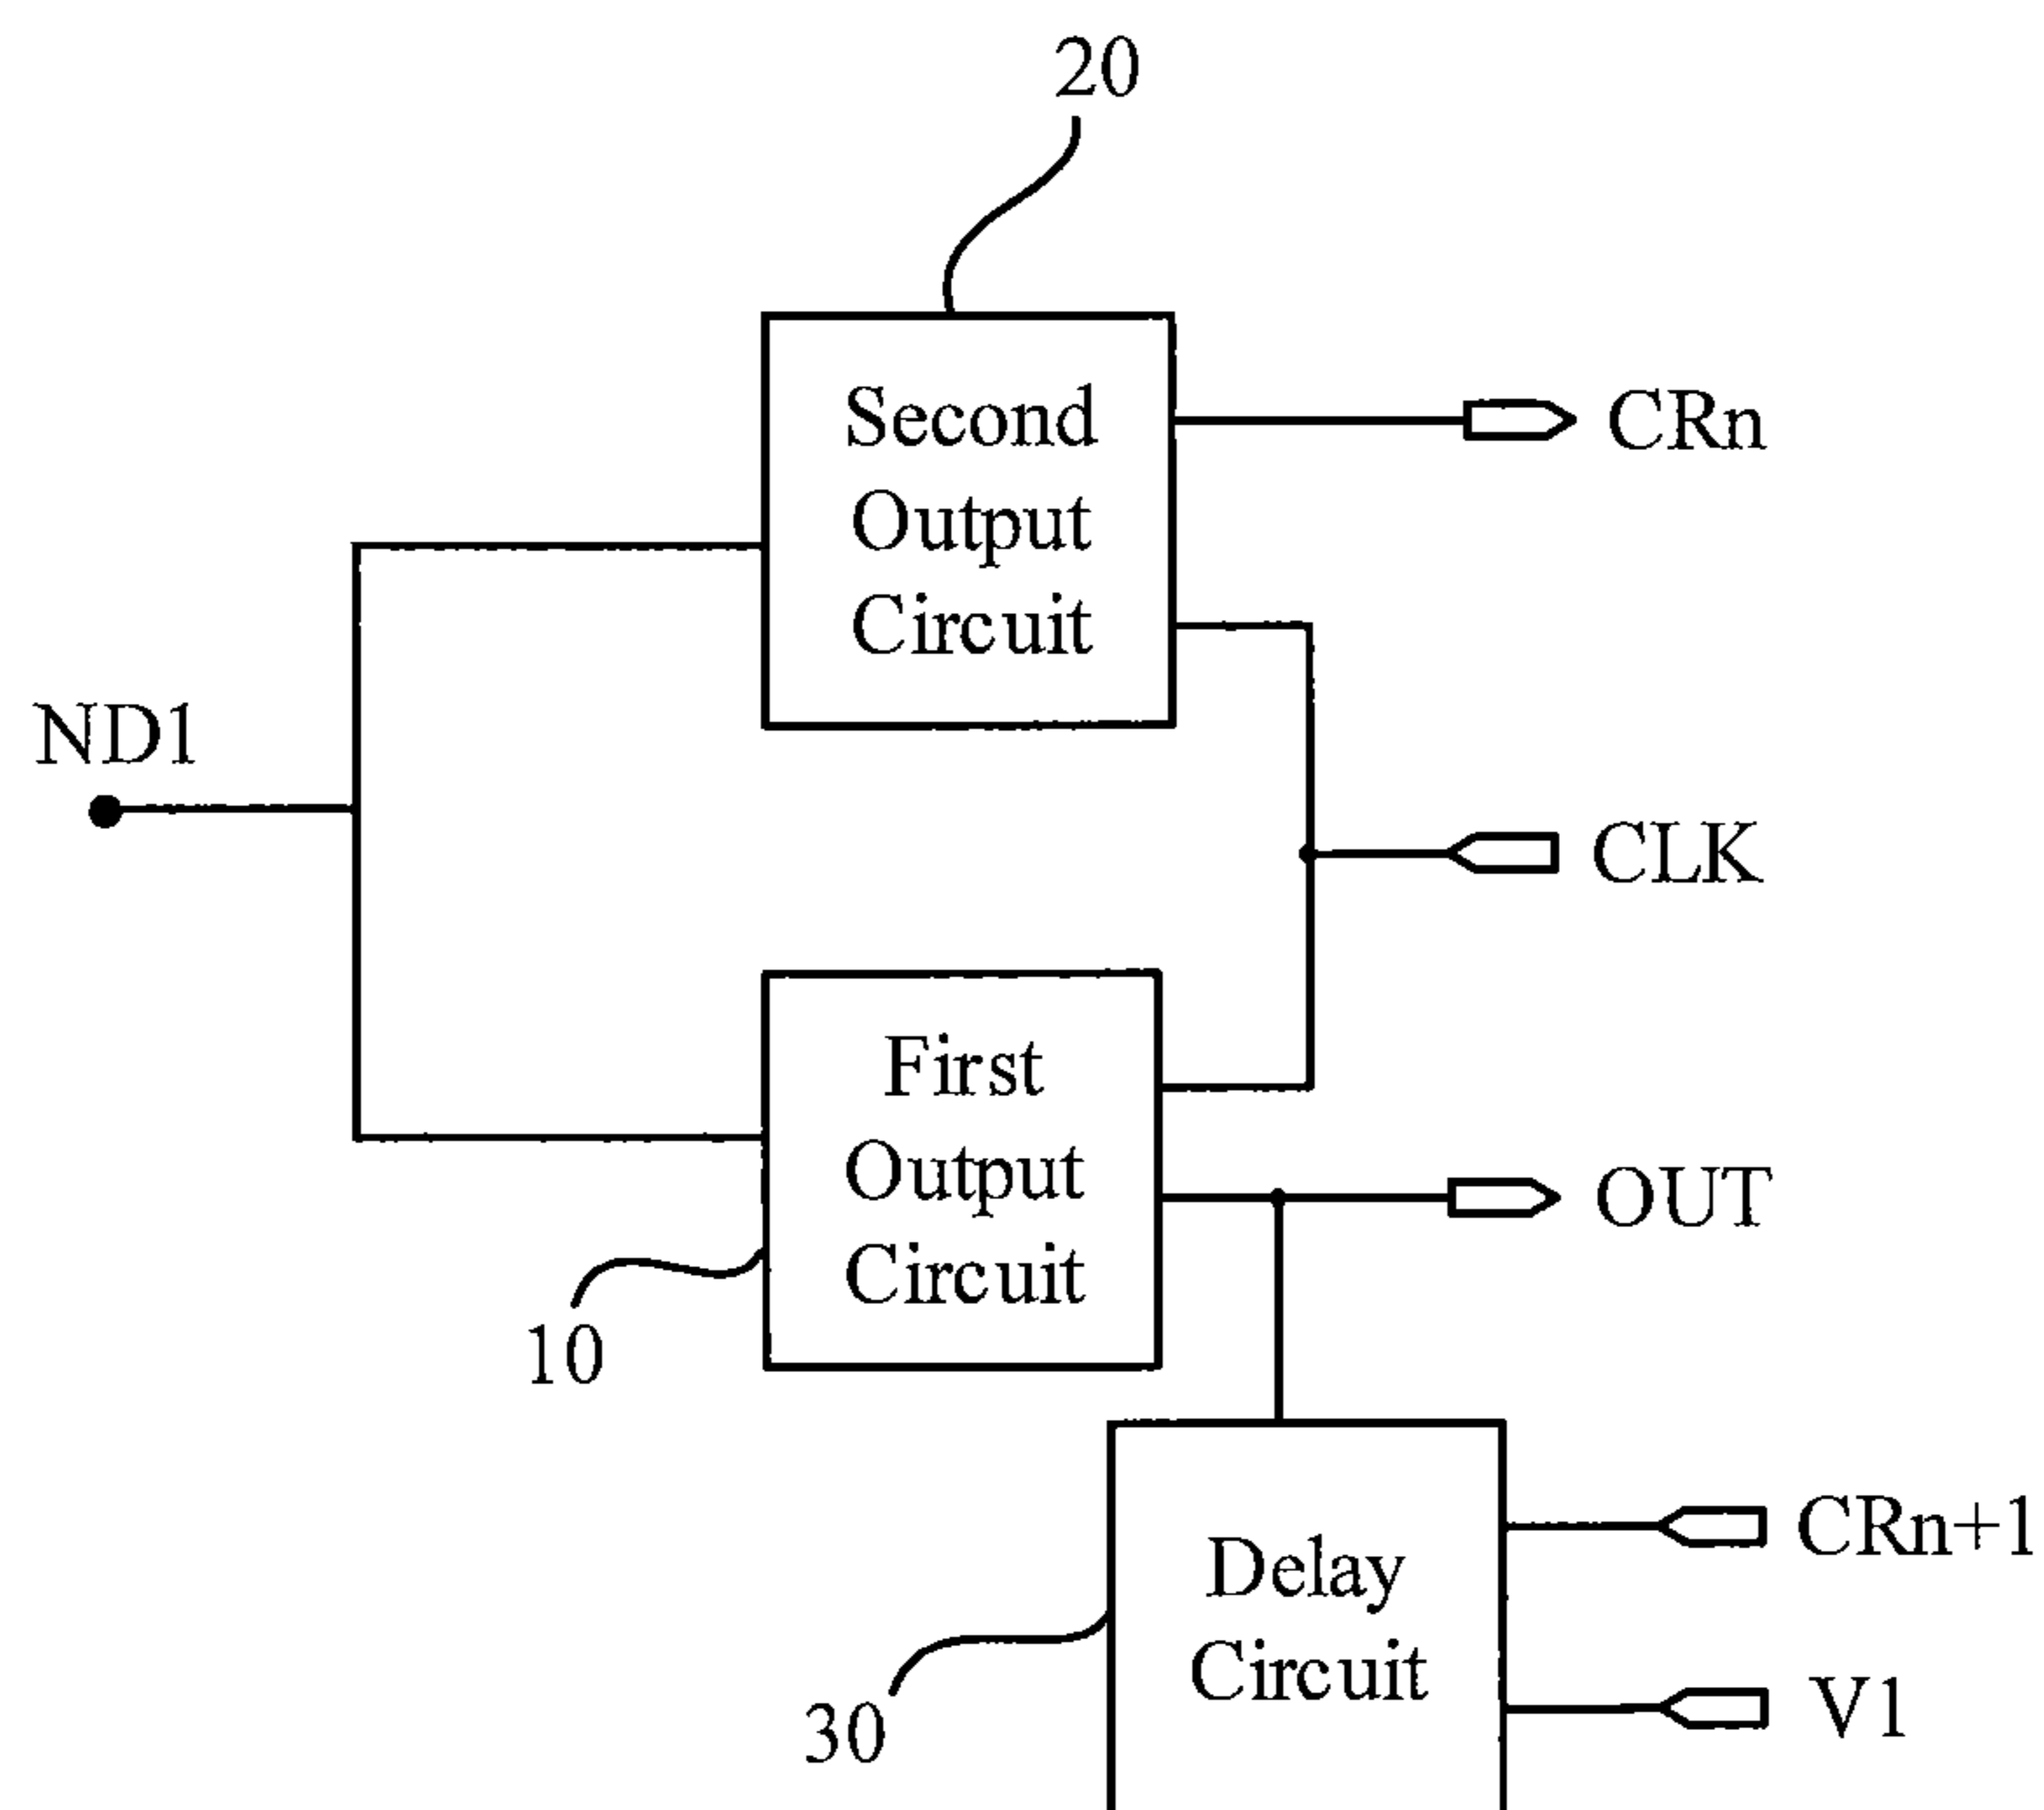 20
Second
Output
Circuit
CRn
ND1
CLK
First
Output
Circuit
OUT
10
CRn+1
Delay
Circuit
V1
30